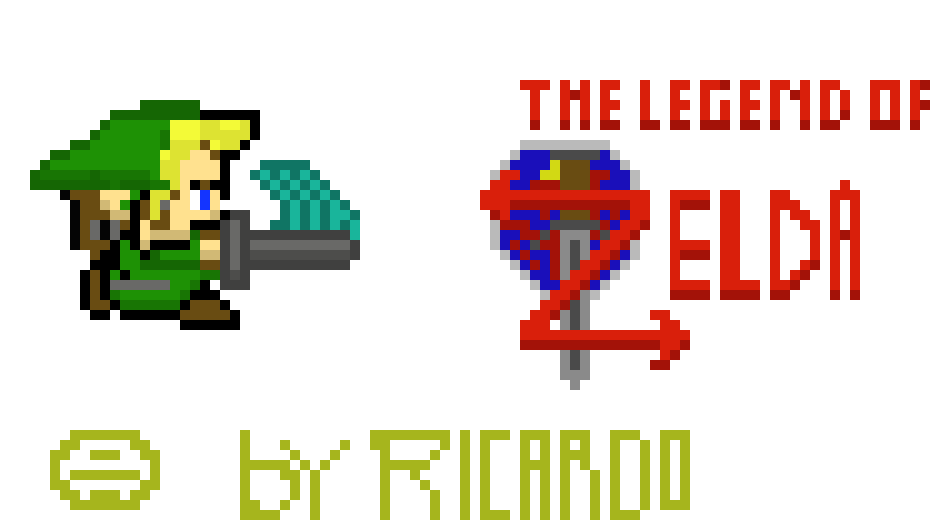 THE LEGEND OF
ZELDA
by RICARDO